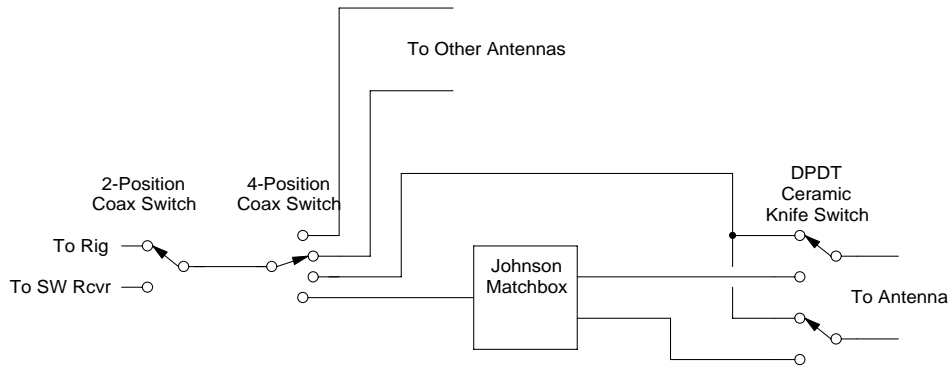 To Other Antennas
2-Position
Coax Switch
4-Position
Coax Switch
DPDT
Ceramic
Knife Switch
To Rig
To SW Rcvr
Johnson
Matchbox
To Antenna